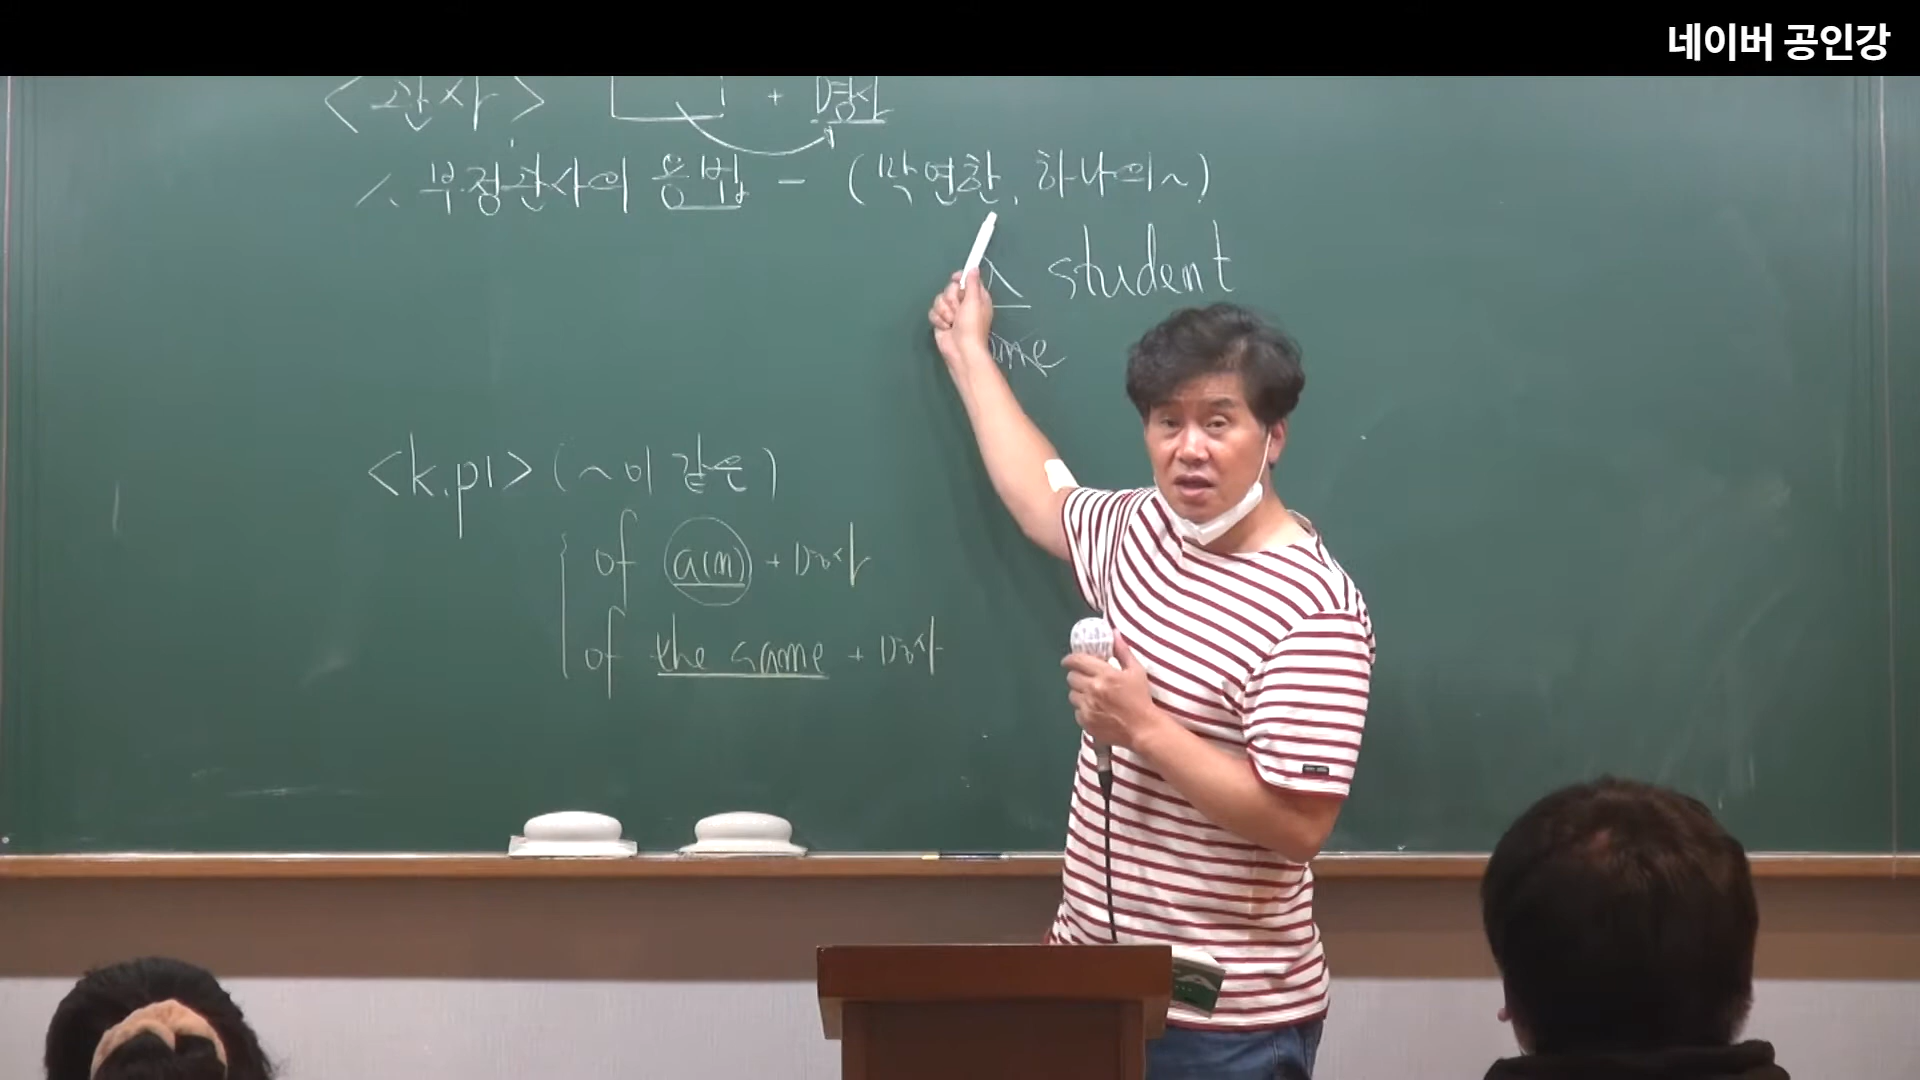 네이버 공인강
<관사> + 명사
1. 부정관사의 용법 - (막연한, 하나의~)
A student
<k.p1> (~이 같은)
of a(n) + 명사
of the same + 명사